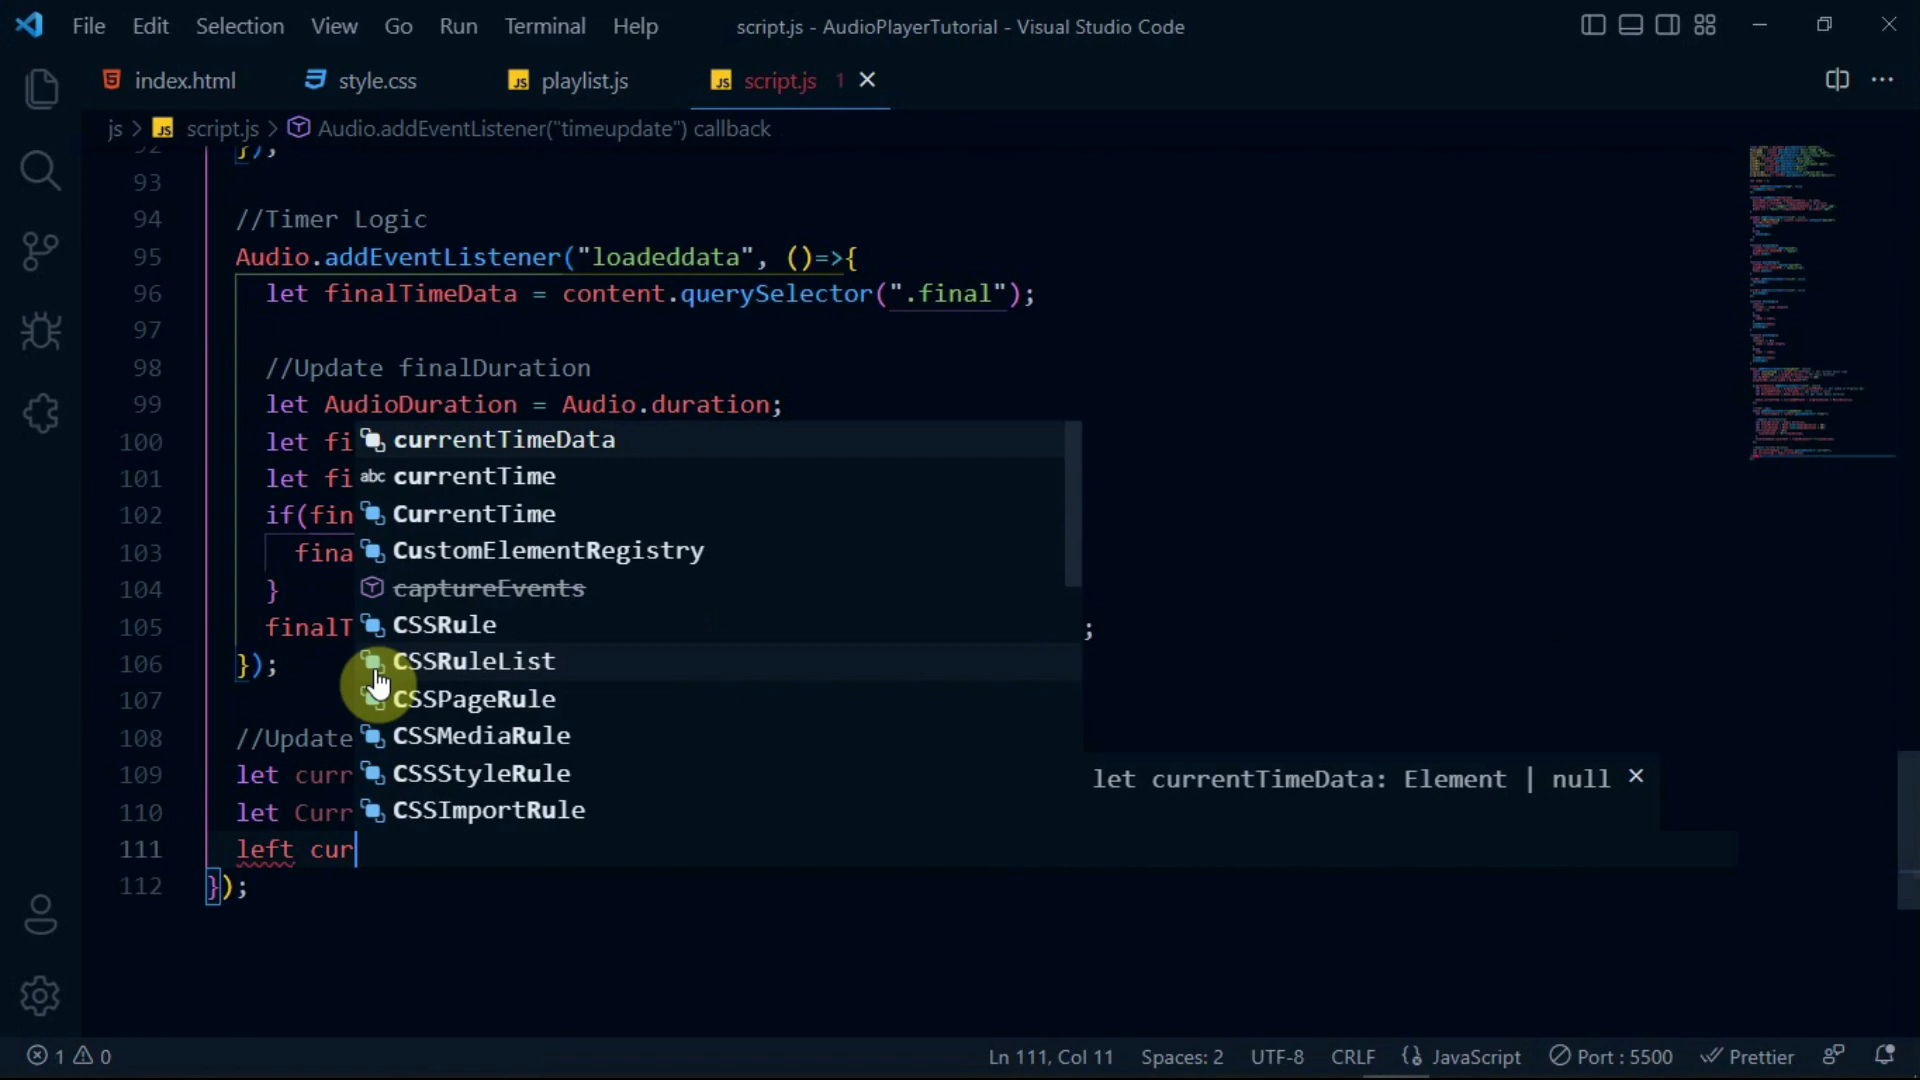 File Edit Selection View Go Run Terminal Help script.js - AudioPlayerTutorial - Visual Studio Code
index.html style.css JS playlist.js JS script.js 1
js > JS script.js > Audio.addEventListener("timeupdate") callback
92 });
93
94 //Timer Logic
95 Audio.addEventListener("loadeddata", ()=>{
96 let finalTimeData = content.querySelector(".final");
97
98 //Update finalDuration
99 let AudioDuration = Audio.duration;
100 let fi currentTimeData
101 let fi abc currentTime
102 if(fin CurrentTime
103 fina CustomElementRegistry
104 } captureEvents
105 finalT CSSRule ;
106 }); CSSRuleList
107 CSSPageRule
108 //Update CSSMediaRule
109 let curr CSSStyleRule let currentTimeData: Element | null
110 let Curr CSSImportRule
111 left cur
112 });
1 0 Ln 111, Col 11 Spaces: 2 UTF-8 CRLF {} JavaScript Port : 5500 Prettier